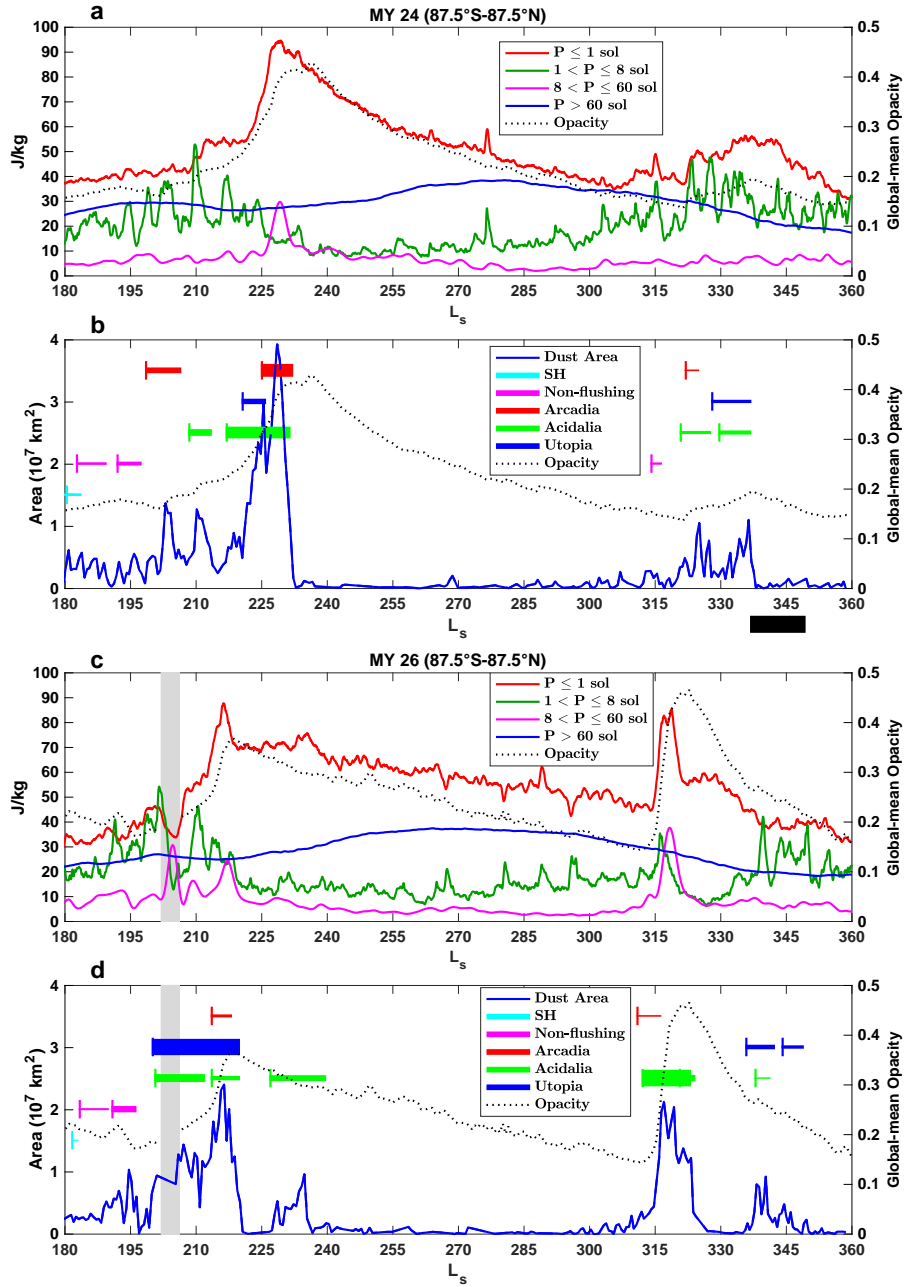 a
MY 24 (87.5°S-87.5°N)
100 90 80 70 60 50 40 30 20 10 0
J/kg
P ≤ 1 sol
1 < P ≤ 8 sol
8 < P ≤ 60 sol
P > 60 sol
Opacity
0.5 0.4 0.3 0.2 0.1 0
Global-mean Opacity
180 195 210 225 240 255 270 285 300 315 330 345 360
Ls
b
4 3 2 1 0
Area (10⁷ km²)
Dust Area
SH
Non-flushing
Arcadia
Acidalia
Utopia
Opacity
0.5 0.4 0.3 0.2 0.1 0
Global-mean Opacity
180 195 210 225 240 255 270 285 300 315 330 345 360
Ls
c
MY 26 (87.5°S-87.5°N)
100 90 80 70 60 50 40 30 20 10 0
J/kg
P ≤ 1 sol
1 < P ≤ 8 sol
8 < P ≤ 60 sol
P > 60 sol
Opacity
0.5 0.4 0.3 0.2 0.1 0
Global-mean Opacity
180 195 210 225 240 255 270 285 300 315 330 345 360
Ls
d
4 3 2 1 0
Area (10⁷ km²)
Dust Area
SH
Non-flushing
Arcadia
Acidalia
Utopia
Opacity
0.5 0.4 0.3 0.2 0.1 0
Global-mean Opacity
180 195 210 225 240 255 270 285 300 315 330 345 360
Ls